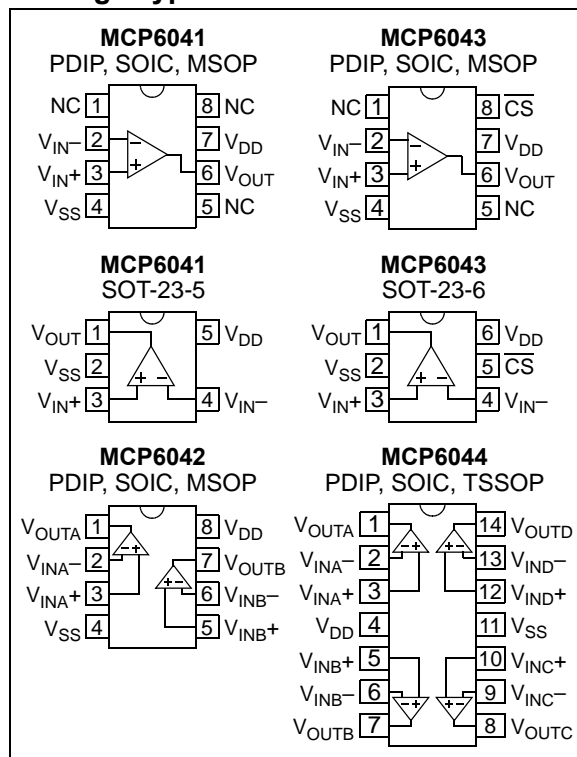 MCP6041
PDIP, SOIC, MSOP
NC 1 8 NC
VIN– 2 7 VDD
VIN+ 3 6 VOUT
VSS 4 5 NC
MCP6043
PDIP, SOIC, MSOP
NC 1 8 CS
VIN– 2 7 VDD
VIN+ 3 6 VOUT
VSS 4 5 NC
MCP6041
SOT-23-5
VOUT 1 5 VDD
VSS 2
VIN+ 3 4 VIN–
MCP6043
SOT-23-6
VOUT 1 6 VDD
VSS 2 5 CS
VIN+ 3 4 VIN–
MCP6042
PDIP, SOIC, MSOP
VOUTA 1 8 VDD
VINA– 2 7 VOUTB
VINA+ 3 6 VINB–
VSS 4 5 VINB+
MCP6044
PDIP, SOIC, TSSOP
VOUTA 1 14 VOUTD
VINA– 2 13 VIND–
VINA+ 3 12 VIND+
VDD 4 11 VSS
VINB+ 5 10 VINC+
VINB– 6 9 VINC–
VOUTB 7 8 VOUTC